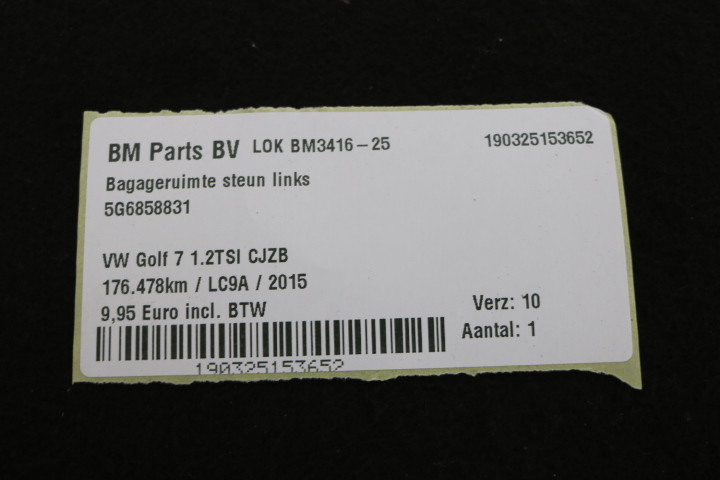 BM Parts BV LOK BM3416-25 190325153652
Bagageruimte steun links
5G6858831
VW Golf 7 1.2TSI CJZB
176.478km / LC9A / 2015
9,95 Euro incl. BTW
Verz: 10
Aantal: 1
190325153652